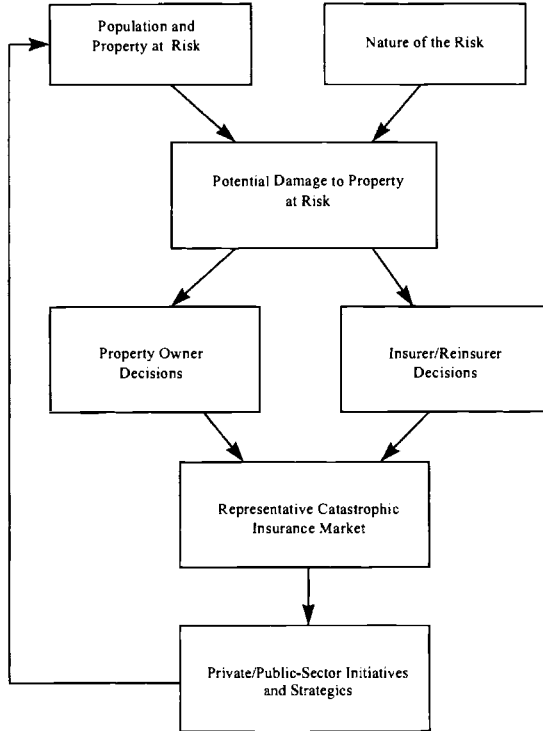 Population and
Property at Risk
Nature of the Risk
Potential Damage to Property
at Risk
Property Owner
Decisions
Insurer/Reinsurer
Decisions
Representative Catastrophic
Insurance Market
Private/Public-Sector Initiatives
and Strategies